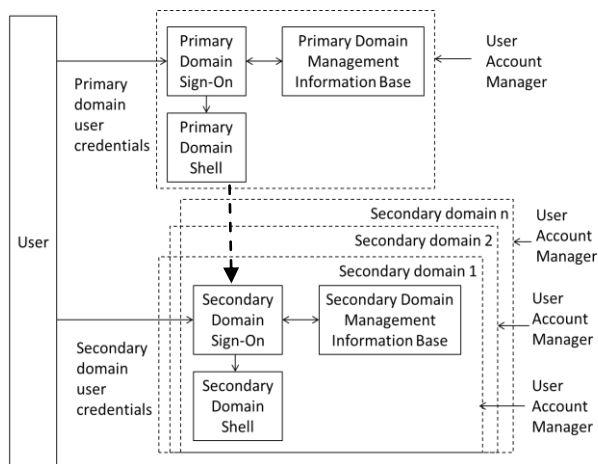 User
Primary domain user credentials
Primary
Domain
Sign-On
Primary Domain
Management
Information Base
User
Account
Manager
Primary
Domain
Shell
Secondary domain n
Secondary domain 2
Secondary domain 1
User
Account
Manager
Secondary
Domain
Sign-On
Secondary Domain
Management
Information Base
User
Account
Manager
Secondary
domain
user
credentials
Secondary
Domain
Shell
User
Account
Manager